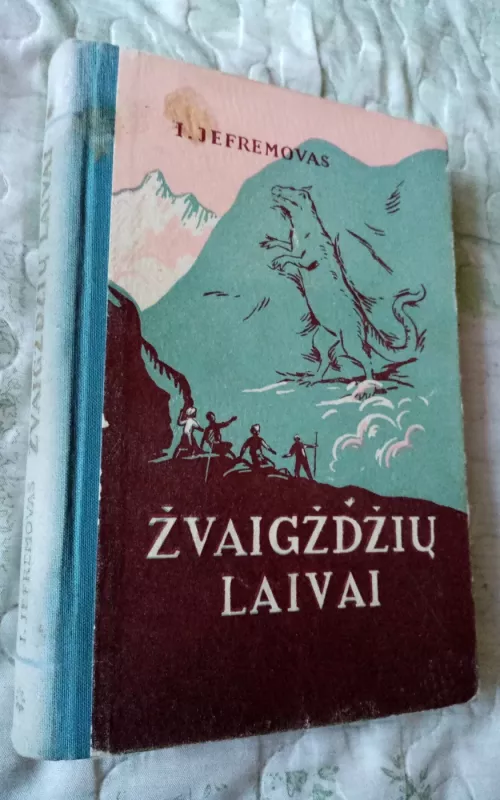 I. JEFREMOVAS
ŽVAIGŽDŽIŲ
LAIVAI
I. JEFREMOVAS ŽVAIGŽDŽIŲ LAIVAI